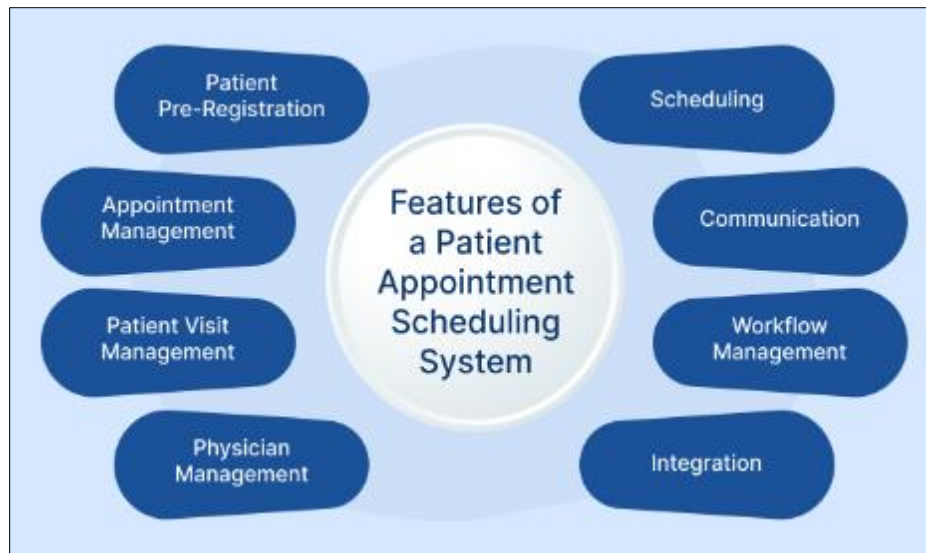 Patient
Pre-Registration
Scheduling
Appointment
Management
Communication
Features of
a Patient
Appointment
Scheduling
System
Patient Visit
Management
Workflow
Management
Physician
Management
Integration